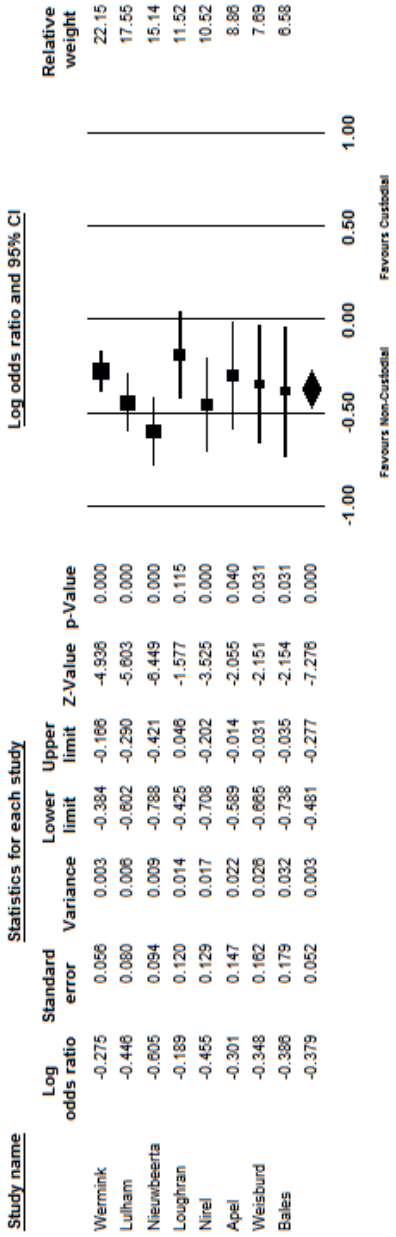 Study name Statistics for each study Log odds ratio and 95% CI
Log odds ratio Standard error Variance Lower limit Upper limit Z-Value p-Value Relative weight
Wermink -0.275 0.056 0.003 -0.384 -0.166 -4.936 0.000 22.15
Lulham -0.446 0.080 0.006 -0.602 -0.290 -5.603 0.000 17.55
Nieuwbeerta -0.605 0.094 0.009 -0.788 -0.421 -6.449 0.000 15.14
Loughran -0.189 0.120 0.014 -0.425 0.046 -1.577 0.115 11.52
Nirel -0.455 0.129 0.017 -0.708 -0.202 -3.525 0.000 10.52
Apel -0.301 0.147 0.022 -0.589 -0.014 -2.055 0.040 8.86
Weisburd -0.348 0.162 0.026 -0.665 -0.031 -2.151 0.031 7.69
Bales -0.386 0.179 0.032 -0.738 -0.035 -2.154 0.031 6.58
-0.379 0.052 0.003 -0.481 -0.277 -7.276 0.000
-1.00 -0.50 0.00 0.50 1.00
Favours Non-Custodial Favours Custodial